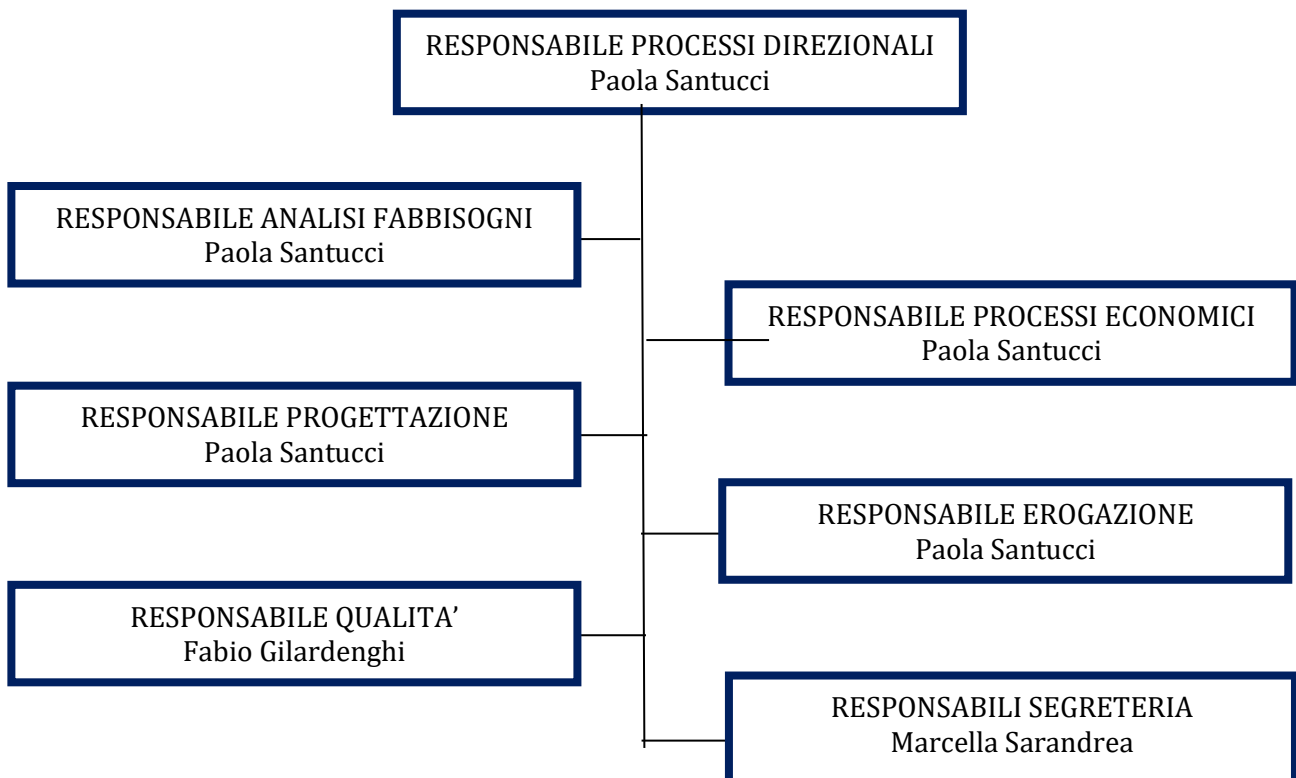 RESPONSABILE PROCESSI DIREZIONALI
Paola Santucci
RESPONSABILE ANALISI FABBISOGNI
Paola Santucci
RESPONSABILE PROCESSI ECONOMICI
Paola Santucci
RESPONSABILE PROGETTAZIONE
Paola Santucci
RESPONSABILE EROGAZIONE
Paola Santucci
RESPONSABILE QUALITA’
Fabio Gilardenghi
RESPONSABILI SEGRETERIA
Marcella Sarandrea